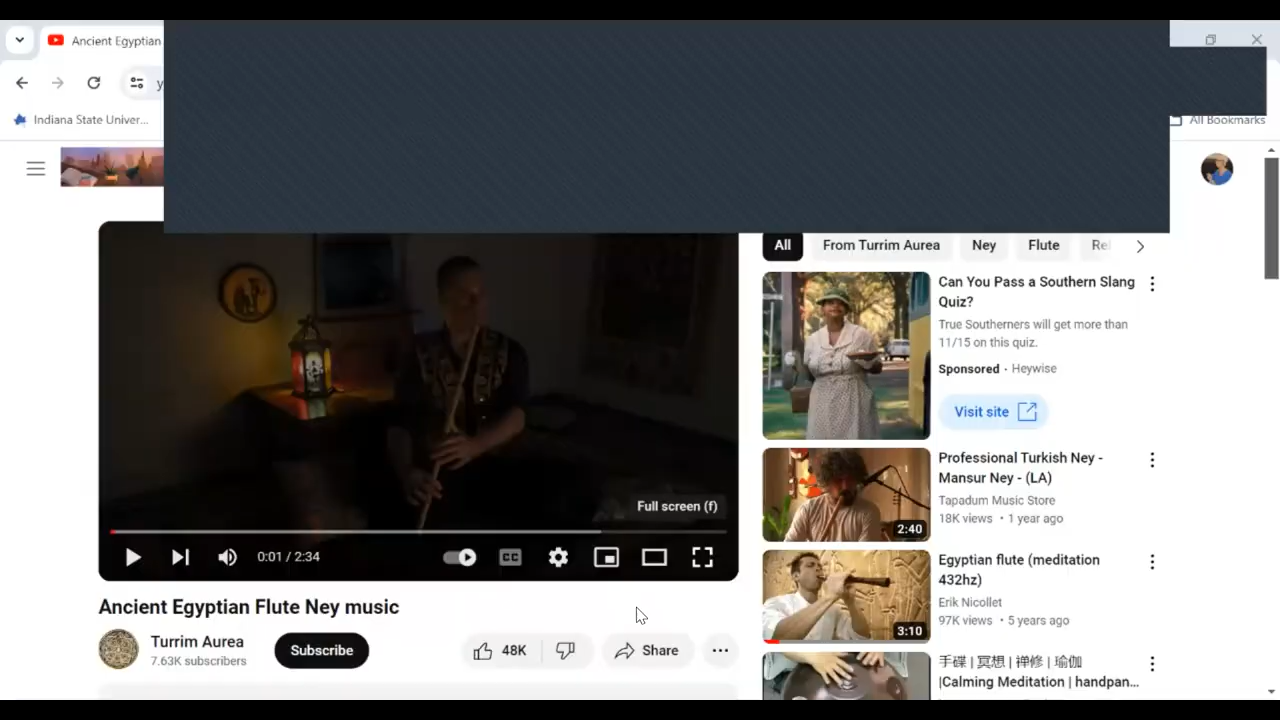 Ancient Egyptian
Indiana State Univer...
All Bookmarks
All
From Turrim Aurea
Ney
Flute
Can You Pass a Southern Slang
Quiz?
True Southerners will get more than
11/15 on this quiz.
Sponsored · Heywise
Visit site
Full screen (f)
0:01 / 2:34
CC
Professional Turkish Ney -
Mansur Ney - (LA)
Tapadum Music Store
18K views • 1 year ago
2:40
Egyptian flute (meditation
432hz)
Erik Nicollet
97K views • 5 years ago
3:10
Ancient Egyptian Flute Ney music
Turrim Aurea
7.63K subscribers
Subscribe
48K
Share
手碟 | 冥想 | 禅修 | 瑜伽
|Calming Meditation | handpan...